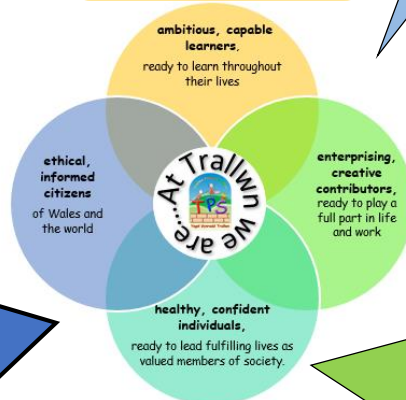 ambitious, capable
learners,
ready to learn throughout
their lives
ethical,
informed
citizens
of Wales and
the world
At Trallwn we are...
TPS
enterprising,
creative
contributors,
ready to play a
full part in life
and work
healthy, confident
individuals,
ready to lead fulfilling lives as
valued members of society.